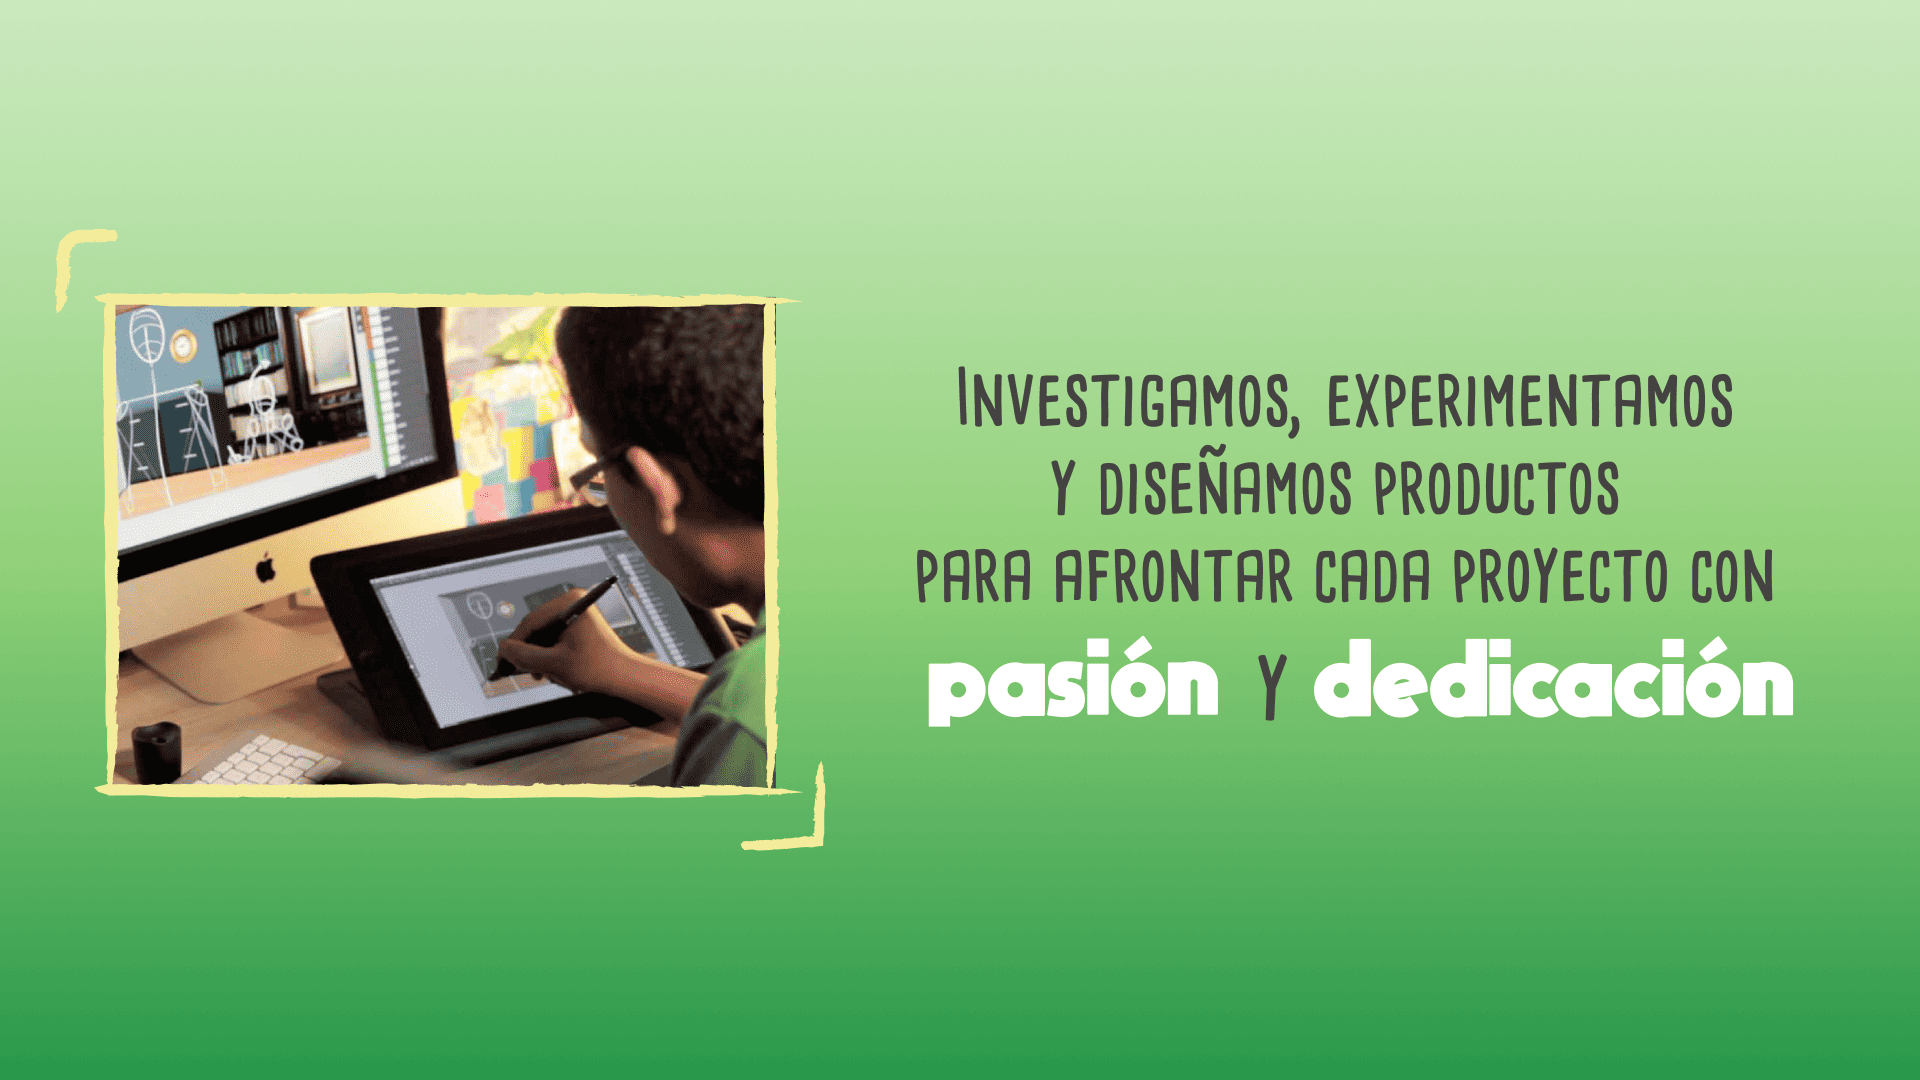 Investigamos, experimentamos
y diseñamos productos
para afrontar cada proyecto con
pasión y dedicación